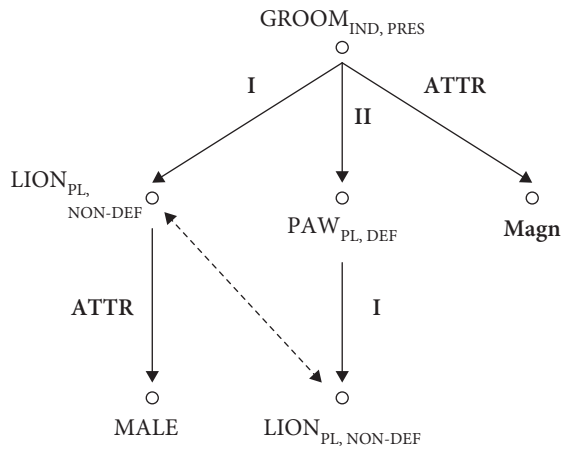 GROOM IND, PRES
I
II
ATTR
LION PL,
NON-DEF
PAW PL, DEF
Magn
ATTR
I
MALE
LION PL, NON-DEF